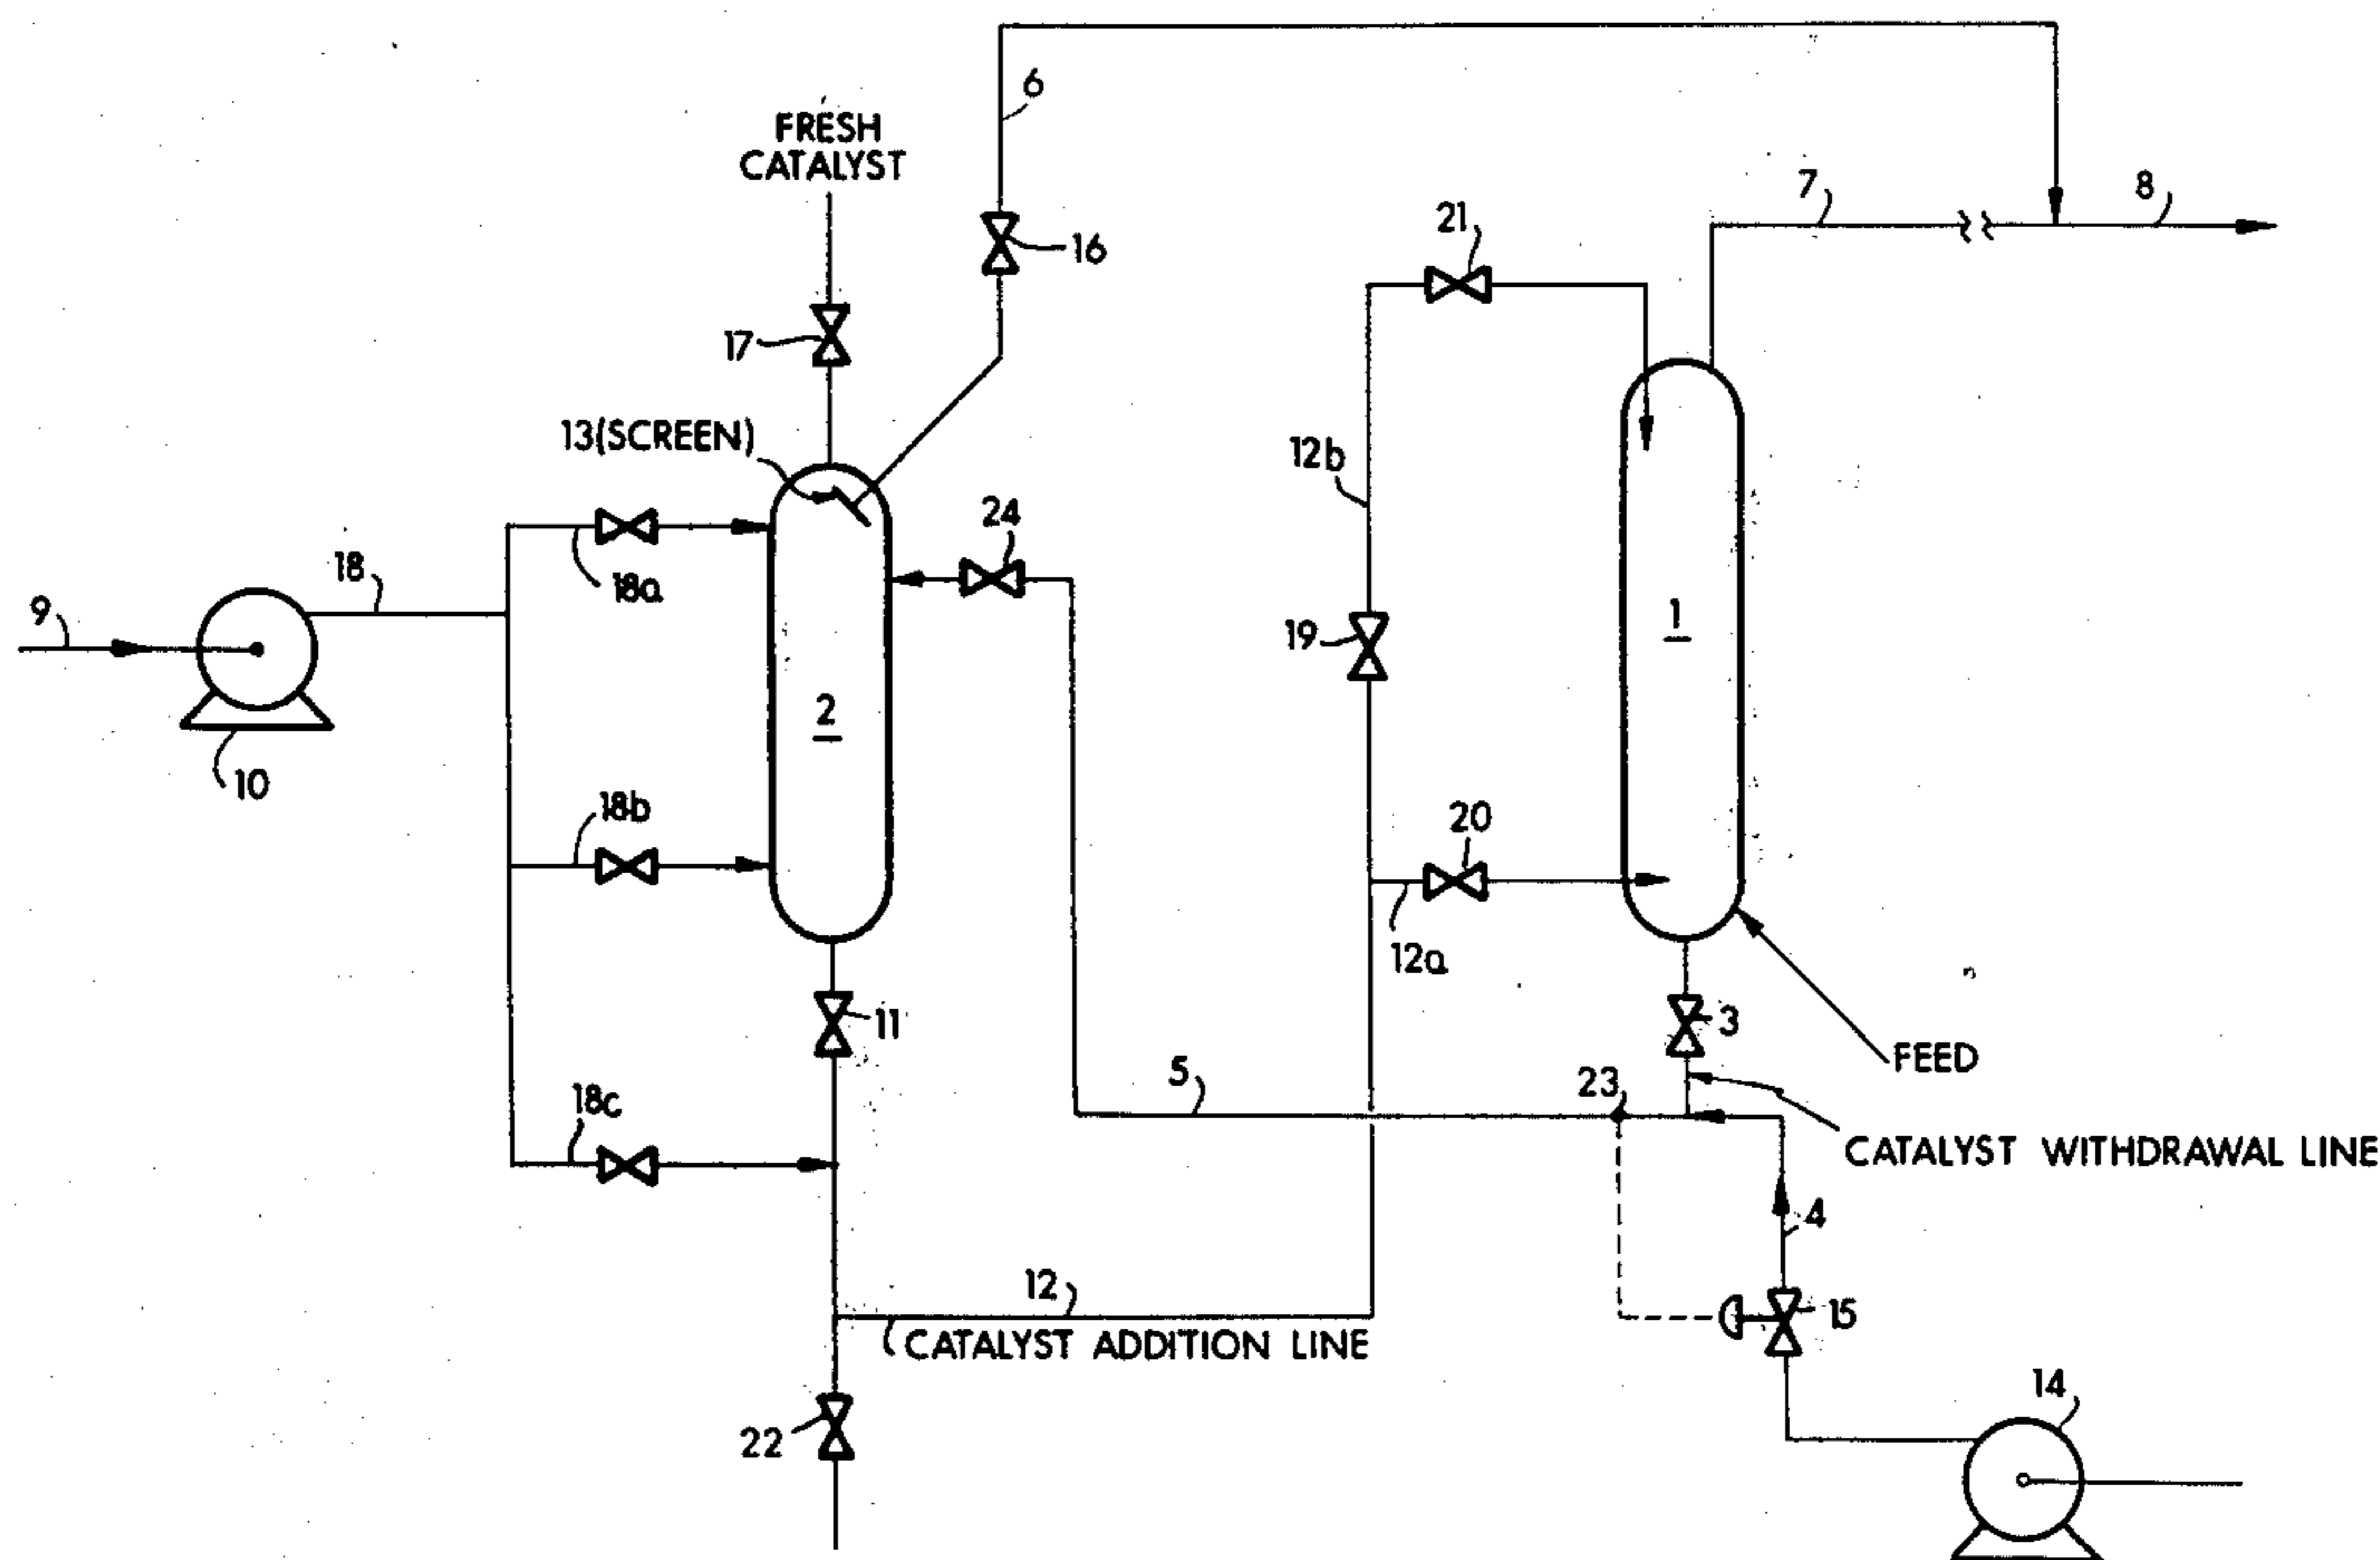 6
FRESH
CATALYST
7
8
21
16
17
13(SCREEN)
12b
24
18
18a
9
1
19
2
10
18b
20
12a
11
3
FEED
5
23
18c
CATALYST WITHDRAWAL LINE
4
12
15
CATALYST ADDITION LINE
14
22